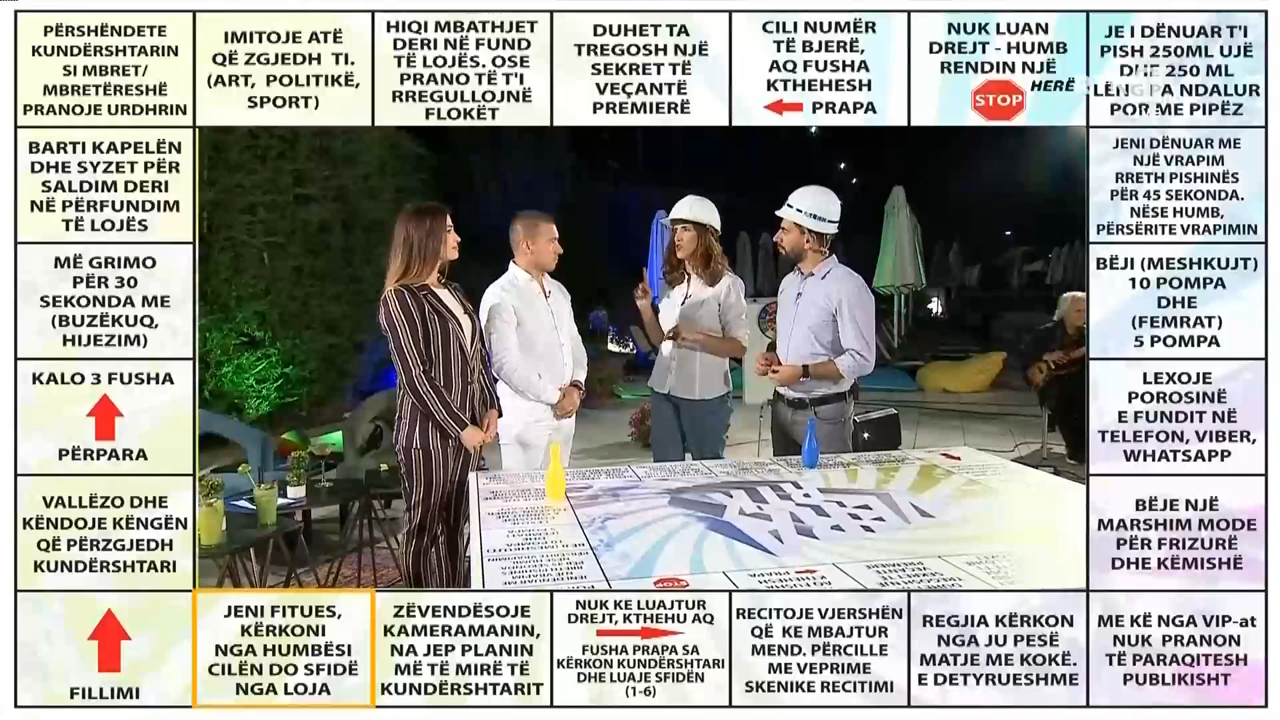 PËRSHËNDETE
KUNDËRSHTARIN
SI MBRET/
MBRETËRESHË
PRANOJE URDHRIN
IMITOJE ATË
QË ZGJEDH TI.
(ART, POLITIKË,
SPORT)
HIQI MBATHJET
DERI NË FUND
TË LOJËS. OSE
PRANO TË T'I
RREGULLOJNË
FLOKËT
DUHET TA
TREGOSH NJË
SEKRET TË
VEÇANTË
PREMIERË
CILI NUMËR
TË BJERË,
AQ FUSHA
KTHEHESH
PRAPA
NUK LUAN
DREJT - HUMB
RENDIN NJË
HERË
STOP
JE I DËNUAR T'I
PISH 250ML UJË
DHE 250 ML
LËNG PA NDALUR
POR ME PIPËZ
BARTI KAPELËN
DHE SYZET PËR
SALDIM DERI
NË PËRFUNDIM
TË LOJËS
JENI DËNUAR ME
NJË VRAPIM
RRETH PISHINËS
PËR 45 SEKONDA.
NËSE HUMB,
PËRSËRITE VRAPIMIN
MË GRIMO
PËR 30
SEKONDA ME
(BUZËKUQ,
HIJEZIM)
BËJI (MESHKUJT)
10 POMPA
DHE
(FEMRAT)
5 POMPA
KALO 3 FUSHA
PËRPARA
LEXOJE
POROSINË
E FUNDIT NË
TELEFON, VIBER,
WHATSAPP
VALLËZO DHE
KËNDOJE KËNGËN
QË PËRZGJEDH
KUNDËRSHTARI
BËJE NJË
MARSHIM MODE
PËR FRIZURË
DHE KËMISHË
FILLIMI
JENI FITUES,
KËRKONI
NGA HUMBËSI
CILËN DO SFIDË
NGA LOJA
ZËVENDËSOJE
KAMERAMANIN,
NA JEP PLANIN
MË TË MIRË TË
KUNDËRSHTARIT
NUK KE LUAJTUR
DREJT, KTHEHU AQ
FUSHA PRAPA SA
KËRKON KUNDËRSHTARI
DHE LUAJE SFIDËN
(1-6)
RECITOJE VJERSHËN
QË KE MBAJTUR
MEND. PËRCILLE
ME VEPRIME
SKENIKE RECITIMI
REGJIA KËRKON
NGA JU PESË
MATJE ME KOKË.
E DETYRUESHME
ME KË NGA VIP-at
NUK PRANON
TË PARAQITESH
PUBLIKISHT